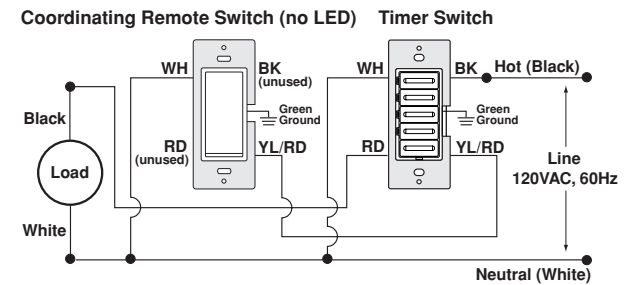 Coordinating Remote Switch (no LED)
Timer Switch
WH
BK
(unused)
WH
BK
Hot (Black)
Green
Ground
Green
Ground
Black
RD
(unused)
YL/RD
RD
YL/RD
Line
120VAC, 60Hz
Load
White
Neutral (White)